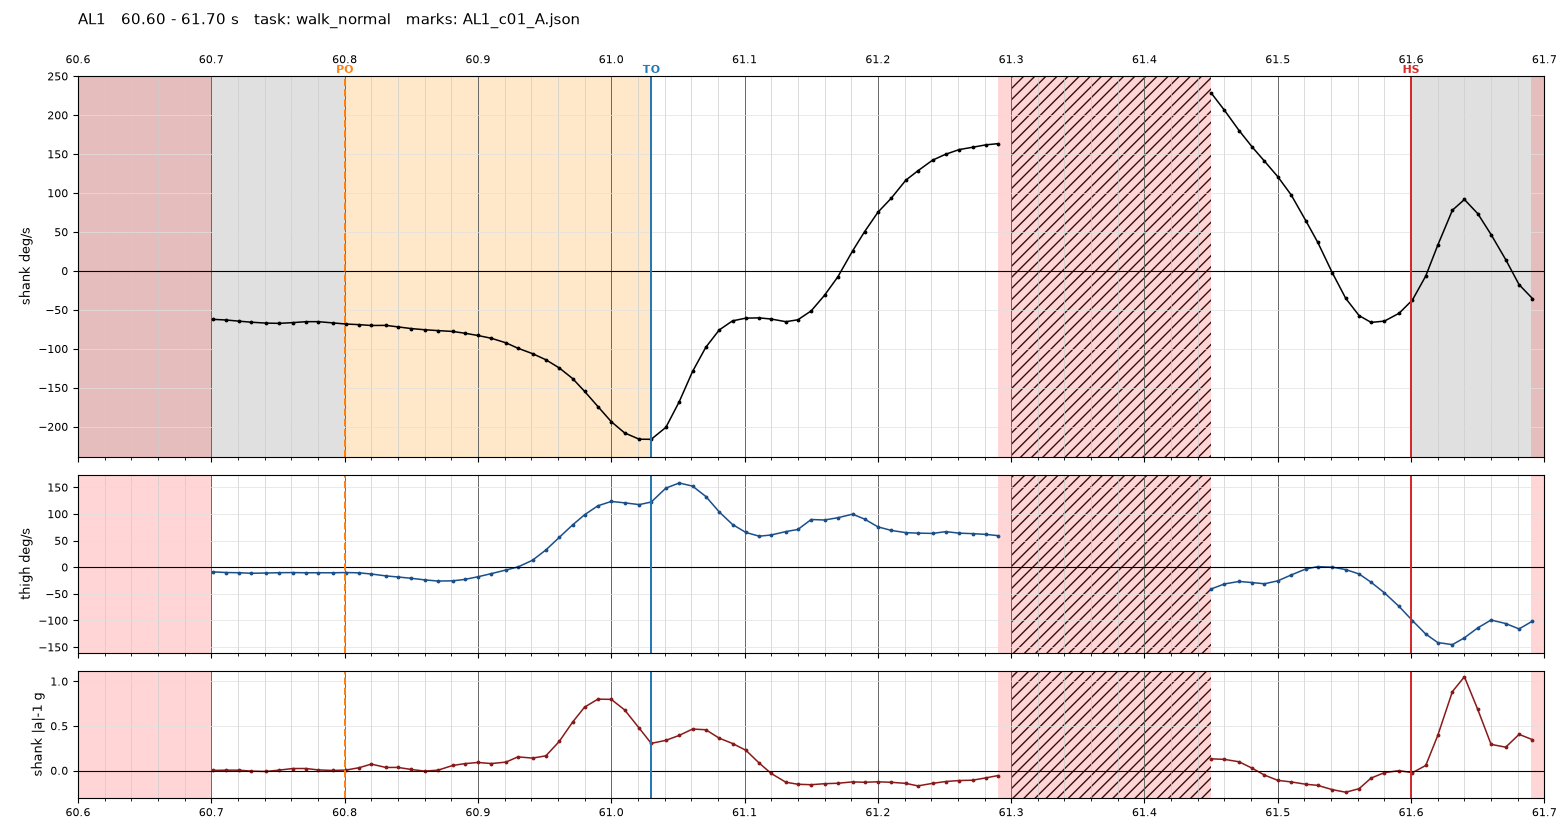 AL1 60.60 - 61.70 s task: walk_normal marks: AL1_c01_A.json
60.6 60.7 60.8 60.9 61.0 61.1 61.2 61.3 61.4 61.5 61.6 61.7
PO TO HS
250
200
150
100
50
0
−50
−100
−150
−200
shank deg/s
150
100
50
0
−50
−100
−150
thigh deg/s
1.0
0.5
0.0
shank |a|-1 g
60.6 60.7 60.8 60.9 61.0 61.1 61.2 61.3 61.4 61.5 61.6 61.7